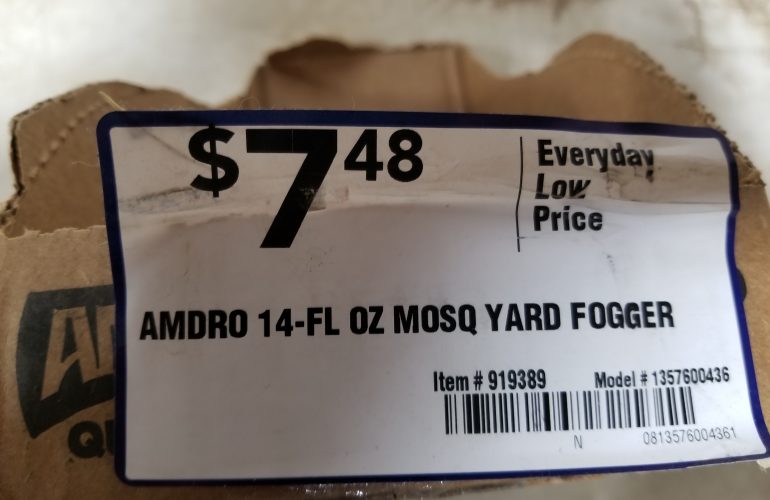 $7 48
Everyday
Low
Price
AMDRO 14-FL OZ MOSQ YARD FOGGER
Item # 919389 Model # 1357600436
N 0813576004361